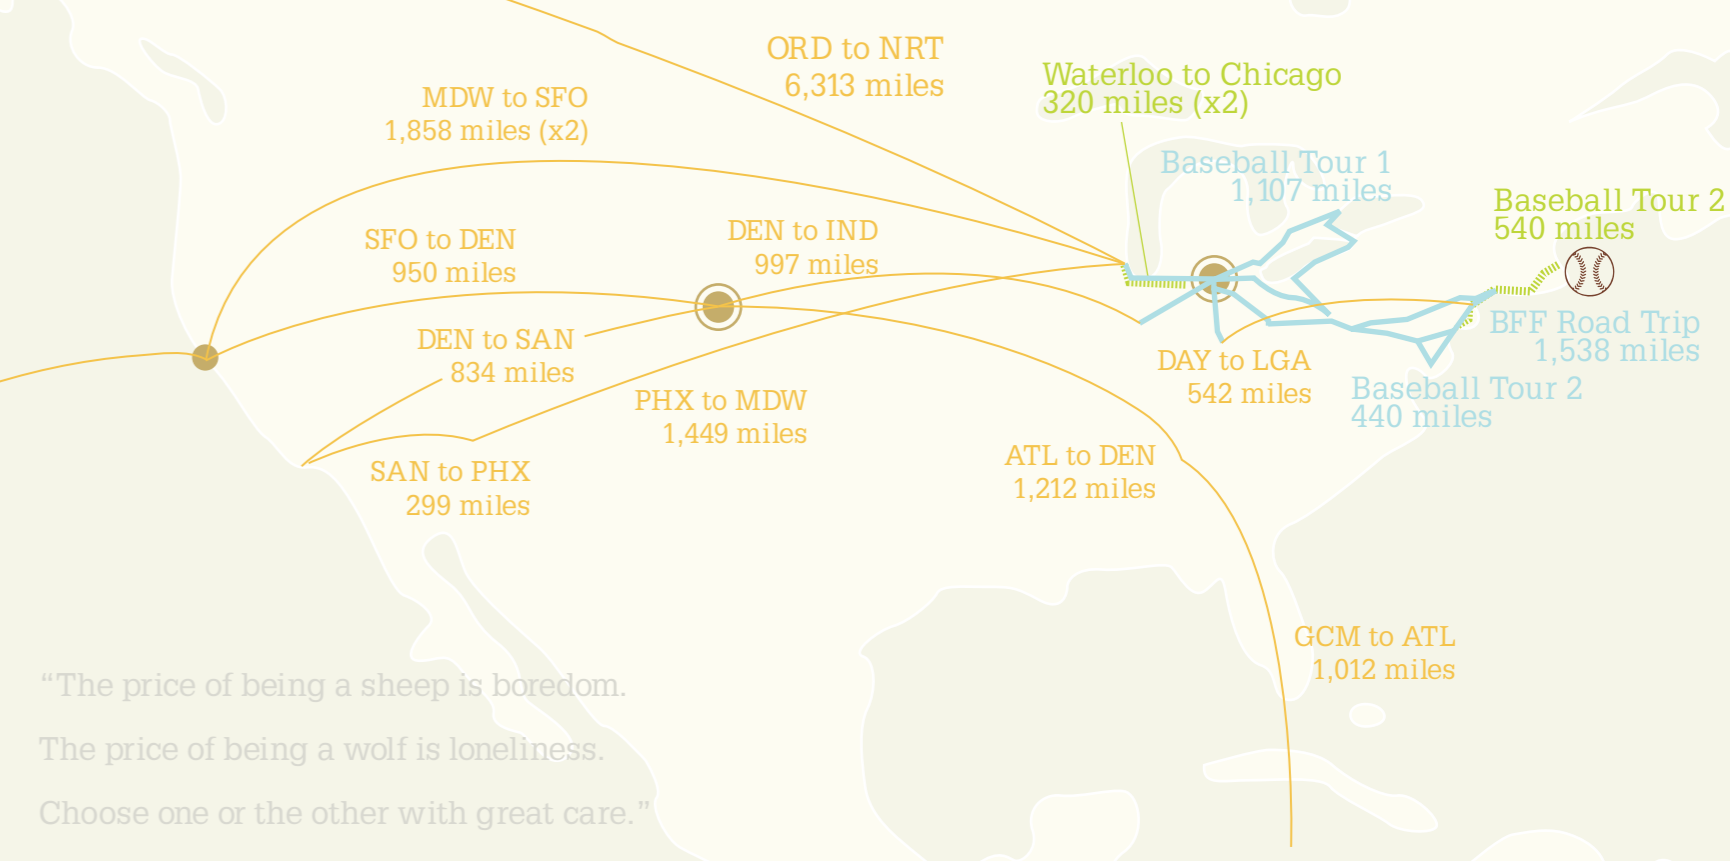 ORD to NRT
6,313 miles
Waterloo to Chicago
320 miles (x2)
MDW to SFO
1,858 miles (x2)
Baseball Tour 1
1,107 miles
Baseball Tour 2
540 miles
SFO to DEN
950 miles
DEN to IND
997 miles
DEN to SAN
834 miles
BFF Road Trip
1,538 miles
DAY to LGA
542 miles
Baseball Tour 2
440 miles
PHX to MDW
1,449 miles
SAN to PHX
299 miles
ATL to DEN
1,212 miles
GCM to ATL
1,012 miles
“The price of being a sheep is boredom.
The price of being a wolf is loneliness.
Choose one or the other with great care.”